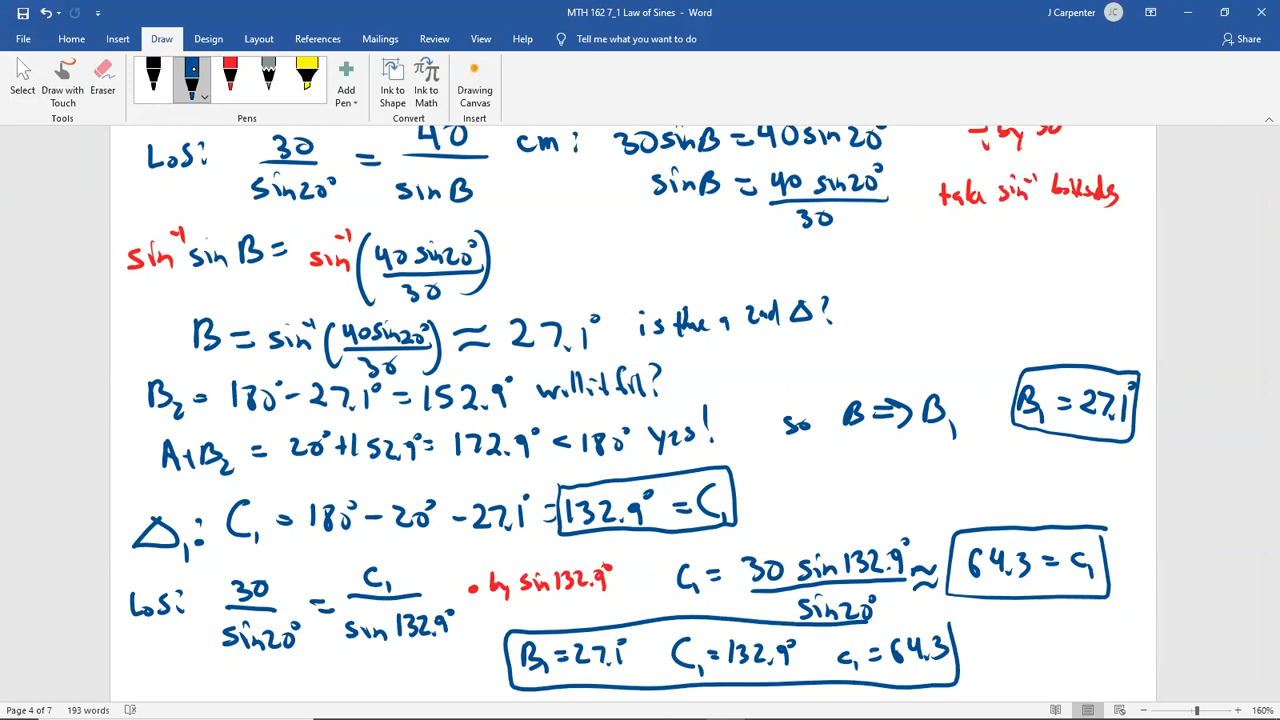 MTH 162 7_1 Law of Sines - Word
J Carpenter JC
File Home Insert Draw Design Layout References Mailings Review View Help Tell me what you want to do Share
Select Draw with Touch Eraser Add Pen Ink to Shape Ink to Math Drawing Canvas
Tools Pens Convert Insert
LoS: 30/sin20° = 40/sinB cm: 30sinB = 40sin20° ÷ by 30
sinB = 40 sin20°/30 take sin⁻¹ both sides
sin⁻¹ sin B = sin⁻¹(40 sin20°/30)
B = sin⁻¹(40sin20°/30) ≈ 27.1° is there a 2nd Δ?
B₂ = 180° - 27.1° = 152.9° will it fit?
so B ⇒ B₁ B₁ = 27.1°
A+B₂ = 20°+152.9° = 172.9° < 180° yes!
Δ₁: C₁ = 180° - 20° - 27.1° = 132.9° = C₁
LoS: 30/sin20° = c₁/sin 132.9° • by sin132.9° c₁ = 30 sin132.9°/sin20° ≈ 64.3 = c₁
B₁ = 27.1° C₁ = 132.9° c₁ = 64.3
Page 4 of 7 193 words 160%